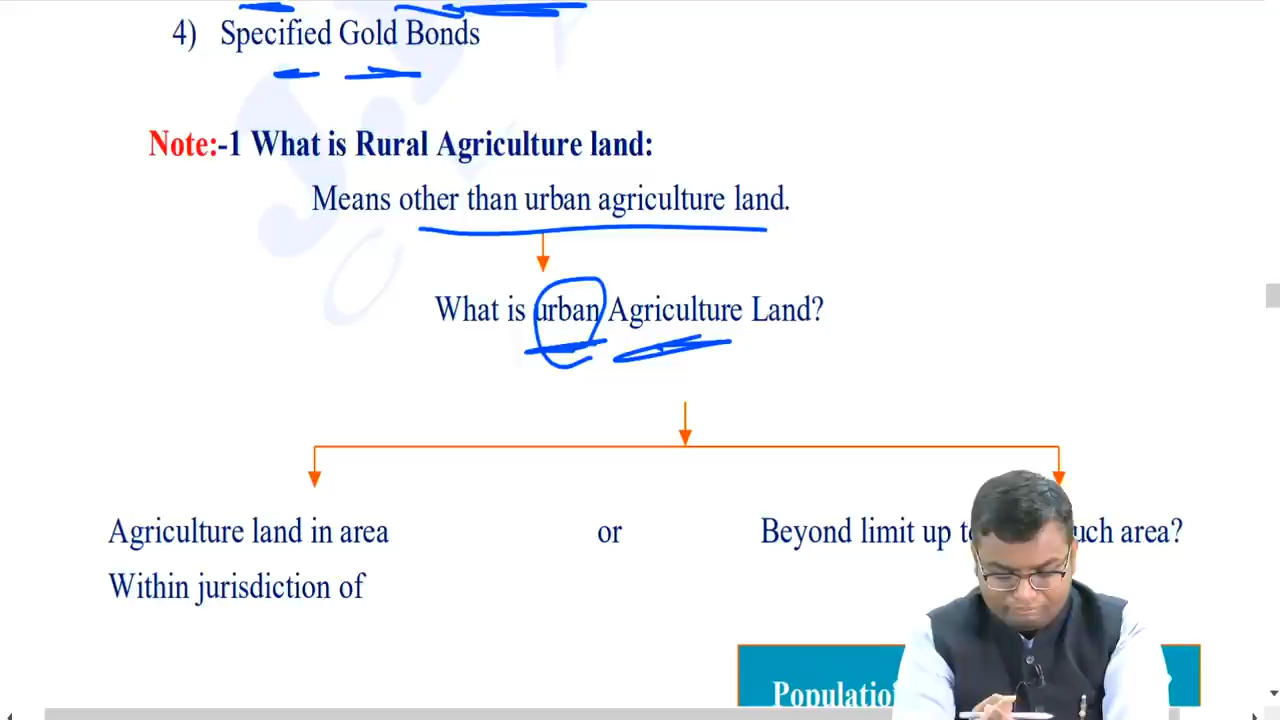 4) Specified Gold Bonds
Note:-1 What is Rural Agriculture land:
Means other than urban agriculture land.
What is urban Agriculture Land?
Agriculture land in area or Beyond limit up uch area?
Within jurisdiction of